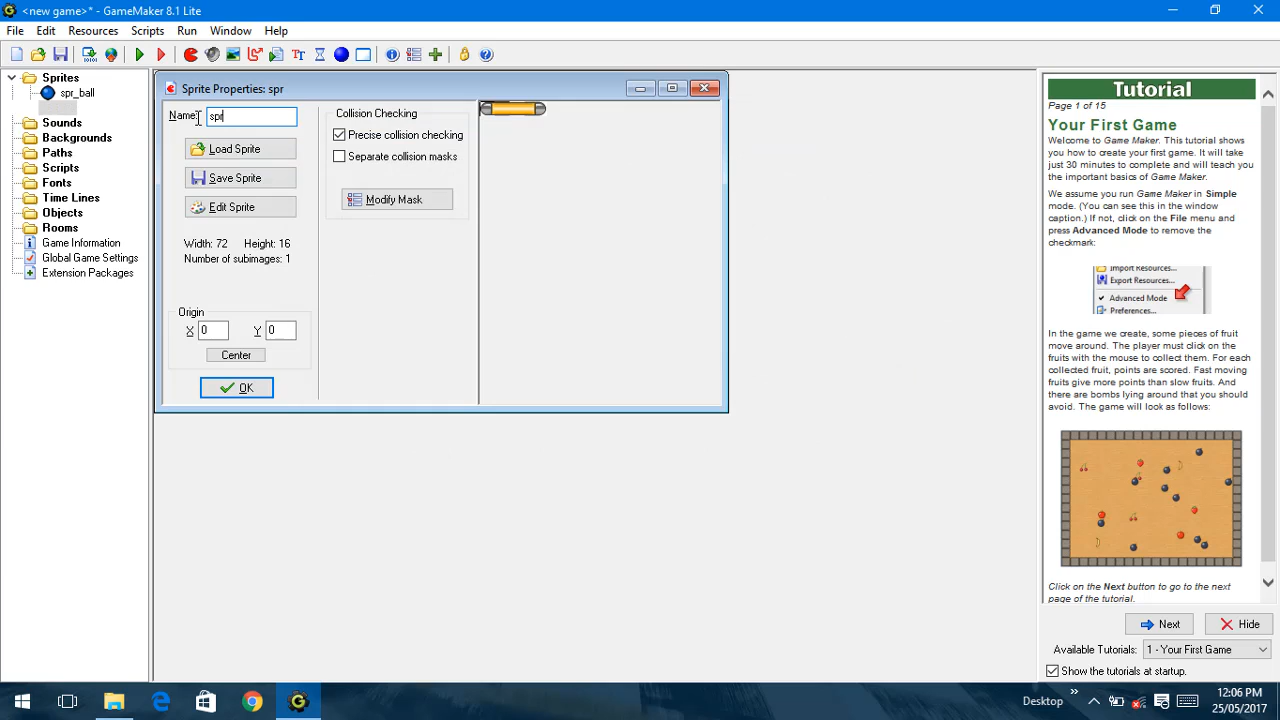 <new game>* - GameMaker 8.1 Lite
File Edit Resources Scripts Run Window Help
Sprites
spr_ball
Sounds
Backgrounds
Paths
Scripts
Fonts
Time Lines
Objects
Rooms
Game Information
Global Game Settings
Extension Packages
Sprite Properties: spr
Name: spr
Load Sprite
Save Sprite
Edit Sprite
Width: 72 Height: 16
Number of subimages: 1
Origin
X 0 Y 0
Center
OK
Collision Checking
Precise collision checking
Separate collision masks
Modify Mask
Tutorial
Page 1 of 15
Your First Game
Welcome to Game Maker. This tutorial shows
you how to create your first game. It will take
just 30 minutes to complete and will teach you
the important basics of Game Maker.
We assume you run Game Maker in Simple
mode. (You can see this in the window
caption.) If not, click on the File menu and
press Advanced Mode to remove the
checkmark:
Import Resources...
Export Resources...
Advanced Mode
Preferences...
In the game we create, some pieces of fruit
move around. The player must click on the
fruits with the mouse to collect them. For each
collected fruit, points are scored. Fast moving
fruits give more points than slow fruits. And
there are bombs lying around that you should
avoid. The game will look as follows:
Click on the Next button to go to the next
page of the tutorial.
Next Hide
Available Tutorials: 1 - Your First Game
Show the tutorials at startup.
Desktop
12:06 PM
25/05/2017